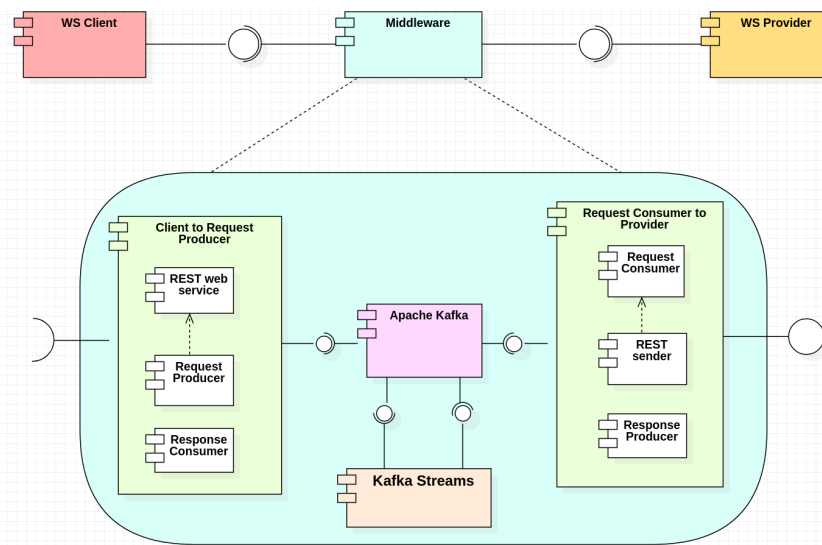 WS Client
Middleware
WS Provider
Client to Request
Producer
REST web
service
Request
Producer
Response
Consumer
Apache Kafka
Kafka Streams
Request Consumer to
Provider
Request
Consumer
REST
sender
Response
Producer